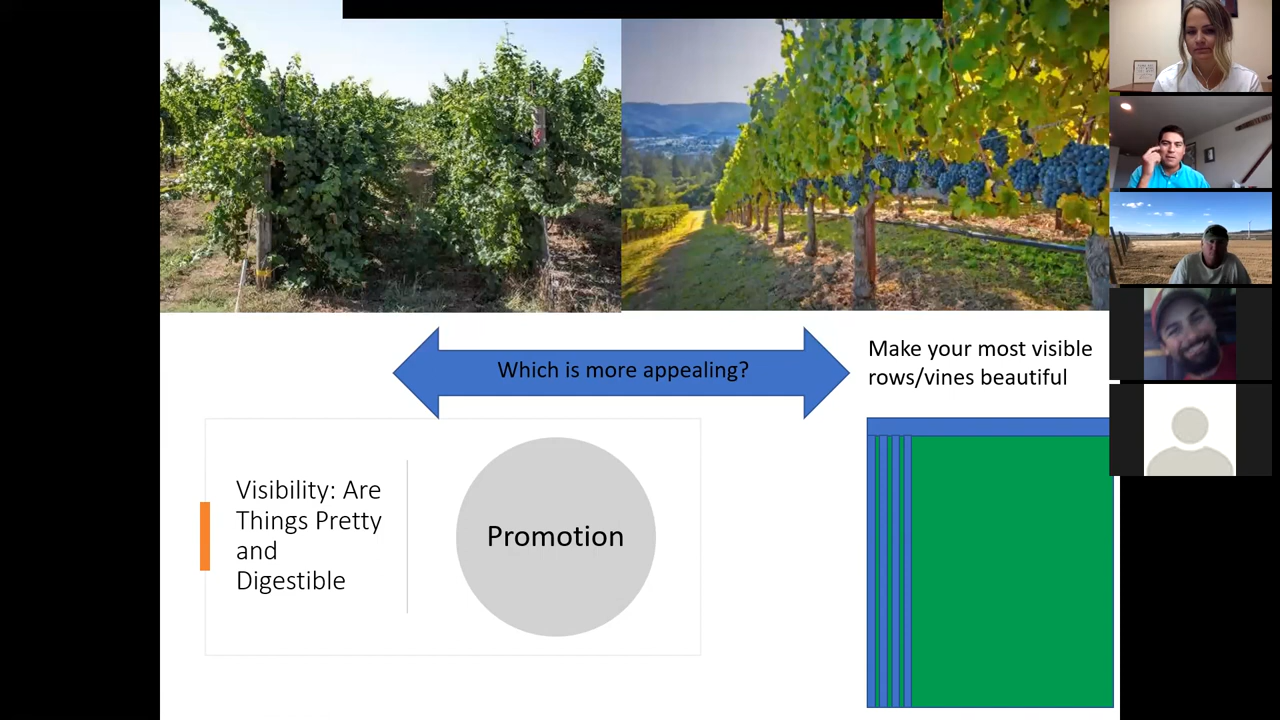 Which is more appealing?
Make your most visible
rows/vines beautiful
Visibility: Are
Things Pretty
and
Digestible
Promotion